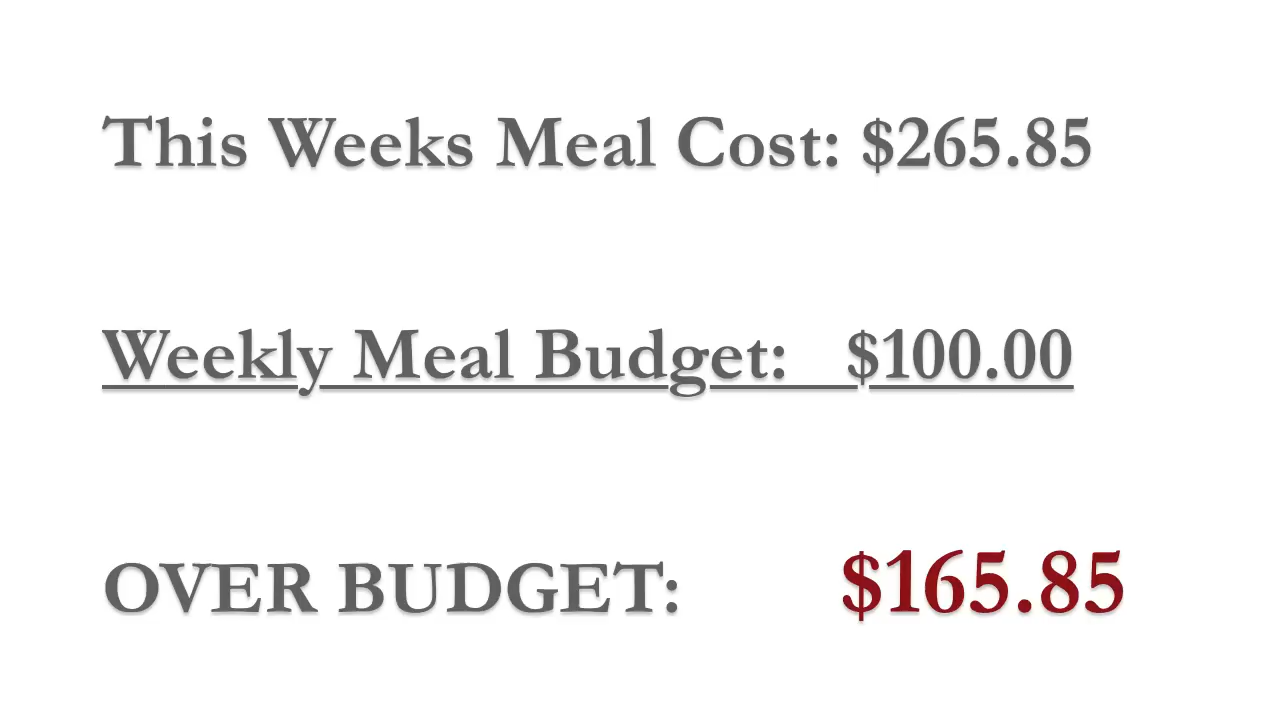 This Weeks Meal Cost: $265.85
Weekly Meal Budget: $100.00
OVER BUDGET: $165.85